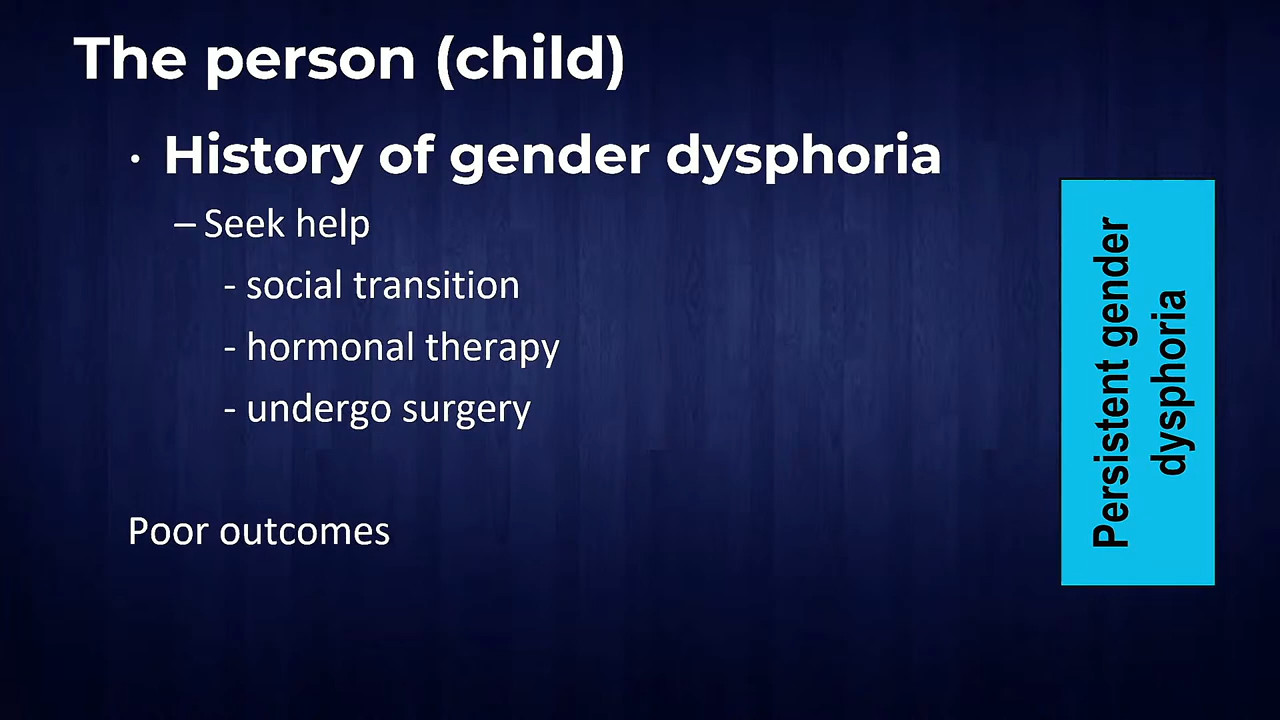 The person (child)
· History of gender dysphoria
– Seek help
- social transition
- hormonal therapy
- undergo surgery
Poor outcomes
Persistent gender
dysphoria